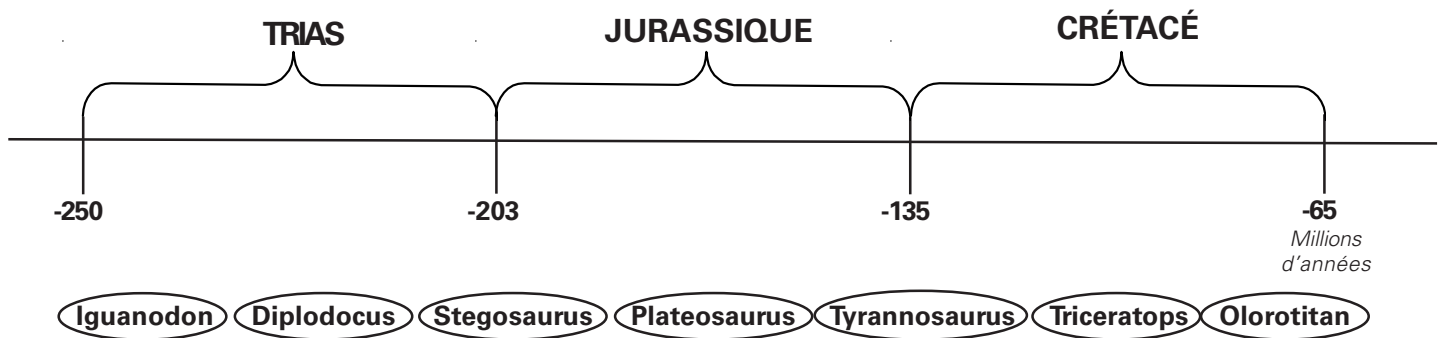 TRIAS JURASSIQUE CRÉTACÉ
-250 -203 -135 -65
Millions
d'années
Iguanodon Diplodocus Stegosaurus Plateosaurus Tyrannosaurus Triceratops Olorotitan